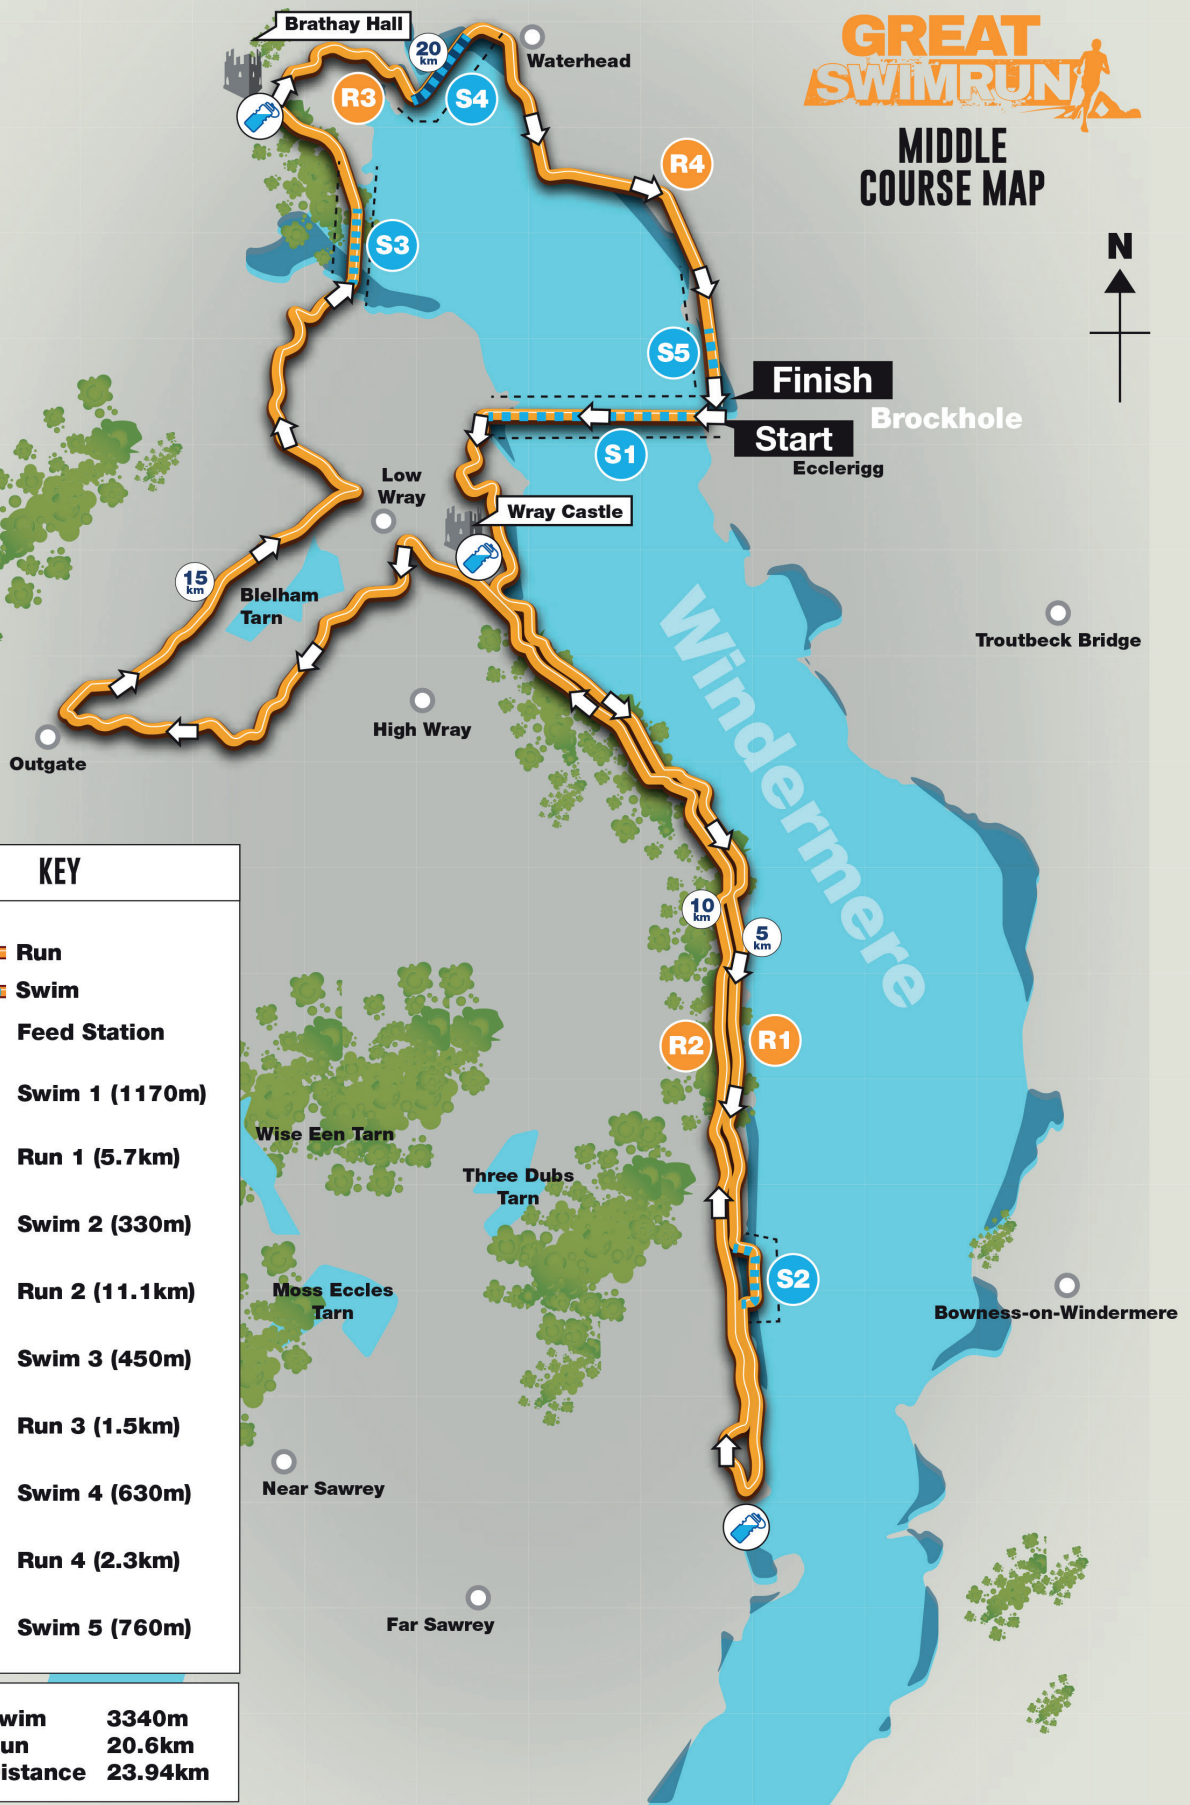 Brathay Hall
GREAT
SWIMRUN
MIDDLE
COURSE MAP
N
20
km
Waterhead
R3
S4
R4
S3
S5
Finish
Brockhole
Start
Ecclerigg
S1
Low
Wray
Wray Castle
15
km
Blelham
Tarn
Troutbeck Bridge
High Wray
Outgate
Windermere
10
km
5
km
R2
R1
Wise Een Tarn
Three Dubs
Tarn
S2
Moss Eccles
Tarn
Bowness-on-Windermere
Near Sawrey
Far Sawrey
KEY
Run
Swim
Feed Station
Swim 1 (1170m)
Run 1 (5.7km)
Swim 2 (330m)
Run 2 (11.1km)
Swim 3 (450m)
Run 3 (1.5km)
Swim 4 (630m)
Run 4 (2.3km)
Swim 5 (760m)
wim 3340m
un 20.6km
istance 23.94km